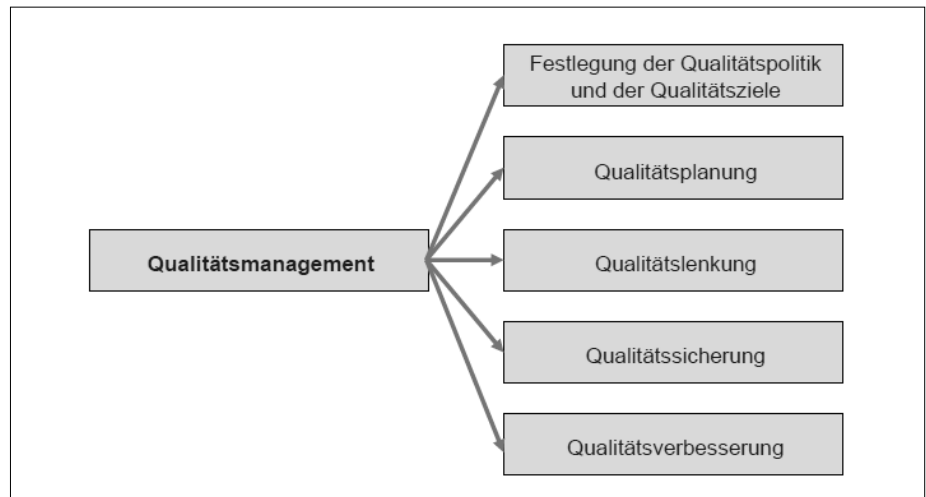 Festlegung der Qualitätspolitik
und der Qualitätsziele
Qualitätsplanung
Qualitätsmanagement
Qualitätslenkung
Qualitätssicherung
Qualitätsverbesserung